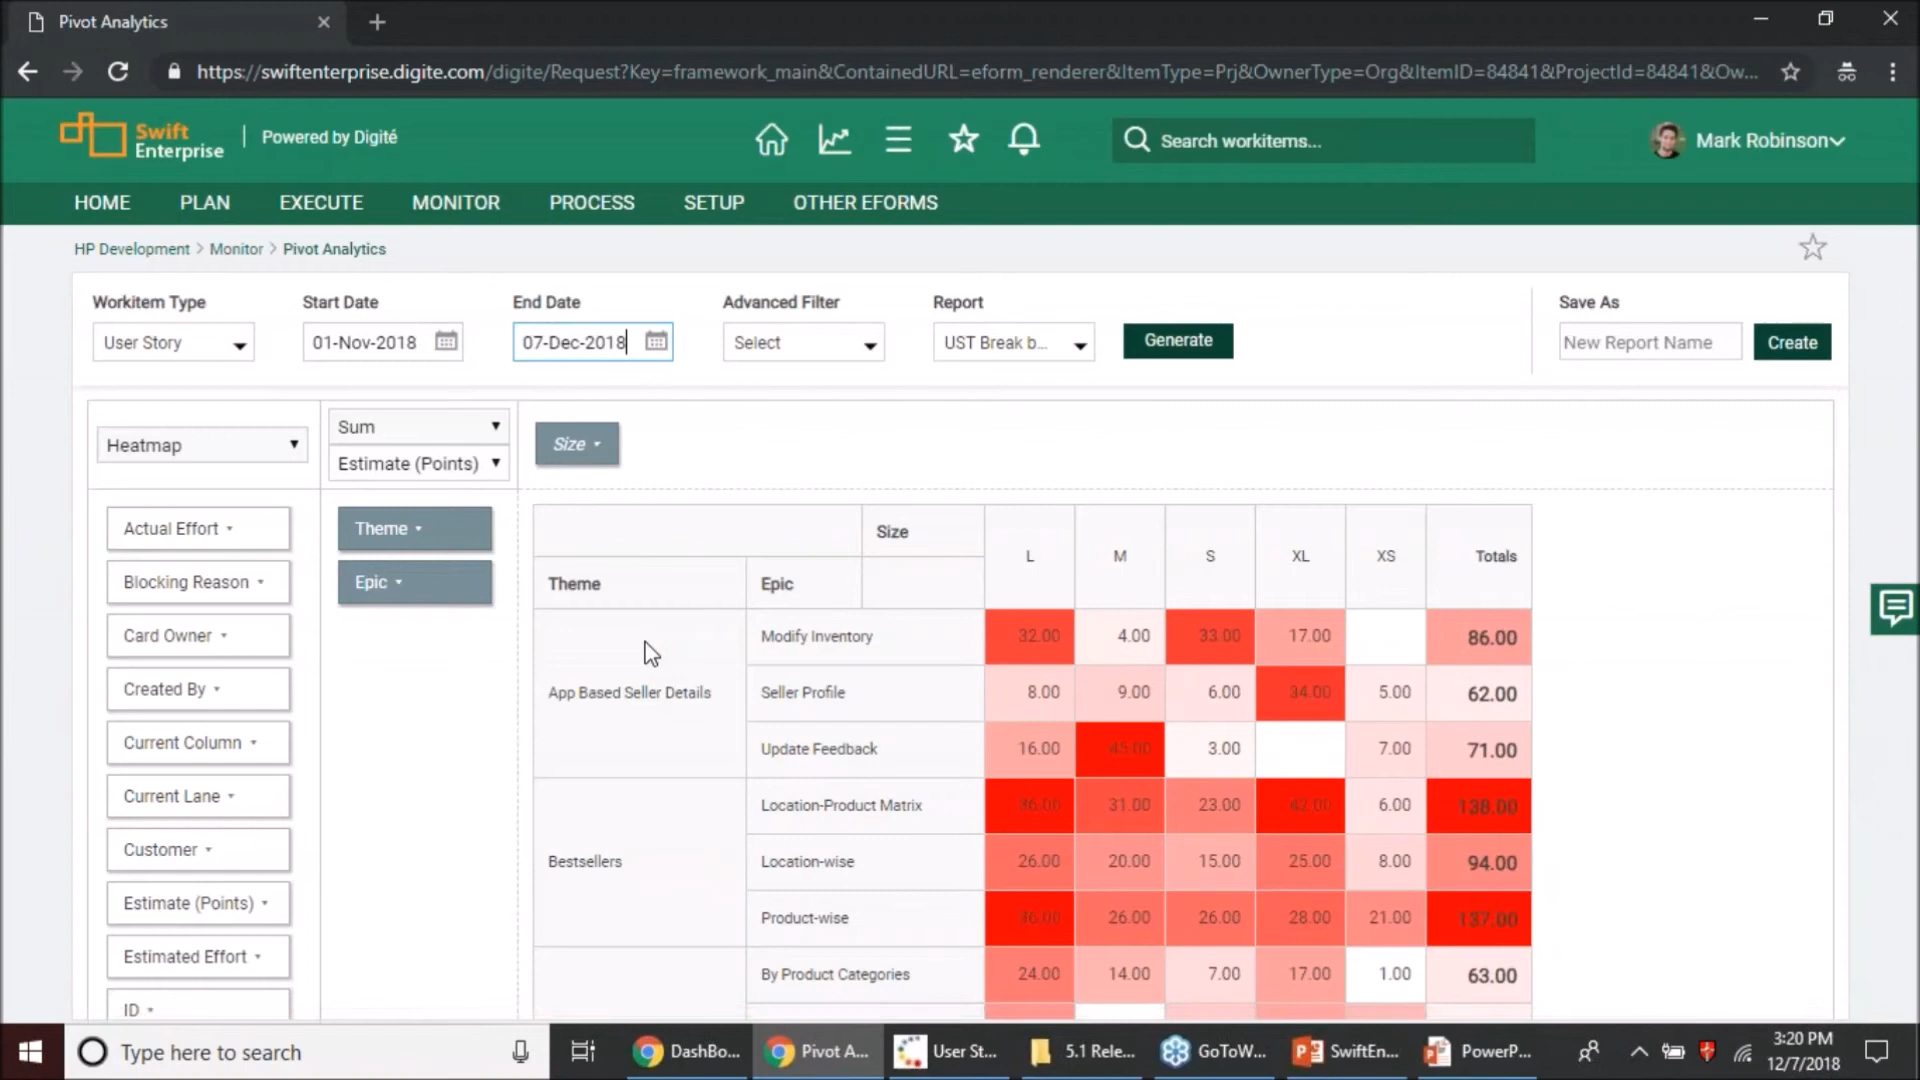 Pivot Analytics
https://swiftenterprise.digite.com/digite/Request?Key=framework_main&ContainedURL=eform_renderer&ItemType=Prj&OwnerType=Org&ItemID=84841&ProjectId=84841&Ow...
Swift Enterprise
Powered by Digité
Search workitems...
Mark Robinson
HOME PLAN EXECUTE MONITOR PROCESS SETUP OTHER EFORMS
HP Development > Monitor > Pivot Analytics
Workitem Type Start Date End Date Advanced Filter Report Save As
User Story 01-Nov-2018 07-Dec-2018 Select UST Break b... Generate New Report Name Create
Heatmap
Sum
Estimate (Points)
Size
Actual Effort
Blocking Reason
Card Owner
Created By
Current Column
Current Lane
Customer
Estimate (Points)
Estimated Effort
ID
Theme
Epic
Size L M S XL XS Totals
Theme Epic
App Based Seller Details
Modify Inventory 32.00 4.00 33.00 17.00 86.00
Seller Profile 8.00 9.00 6.00 34.00 5.00 62.00
Update Feedback 16.00 45.00 3.00 7.00 71.00
Bestsellers
Location-Product Matrix 36.00 31.00 23.00 42.00 6.00 138.00
Location-wise 26.00 20.00 15.00 25.00 8.00 94.00
Product-wise 36.00 26.00 26.00 28.00 21.00 137.00
By Product Categories 24.00 14.00 7.00 17.00 1.00 63.00
Type here to search
DashBo...
Pivot A...
User St...
5.1 Rele...
GoToW...
SwiftEn...
PowerP...
3:20 PM
12/7/2018